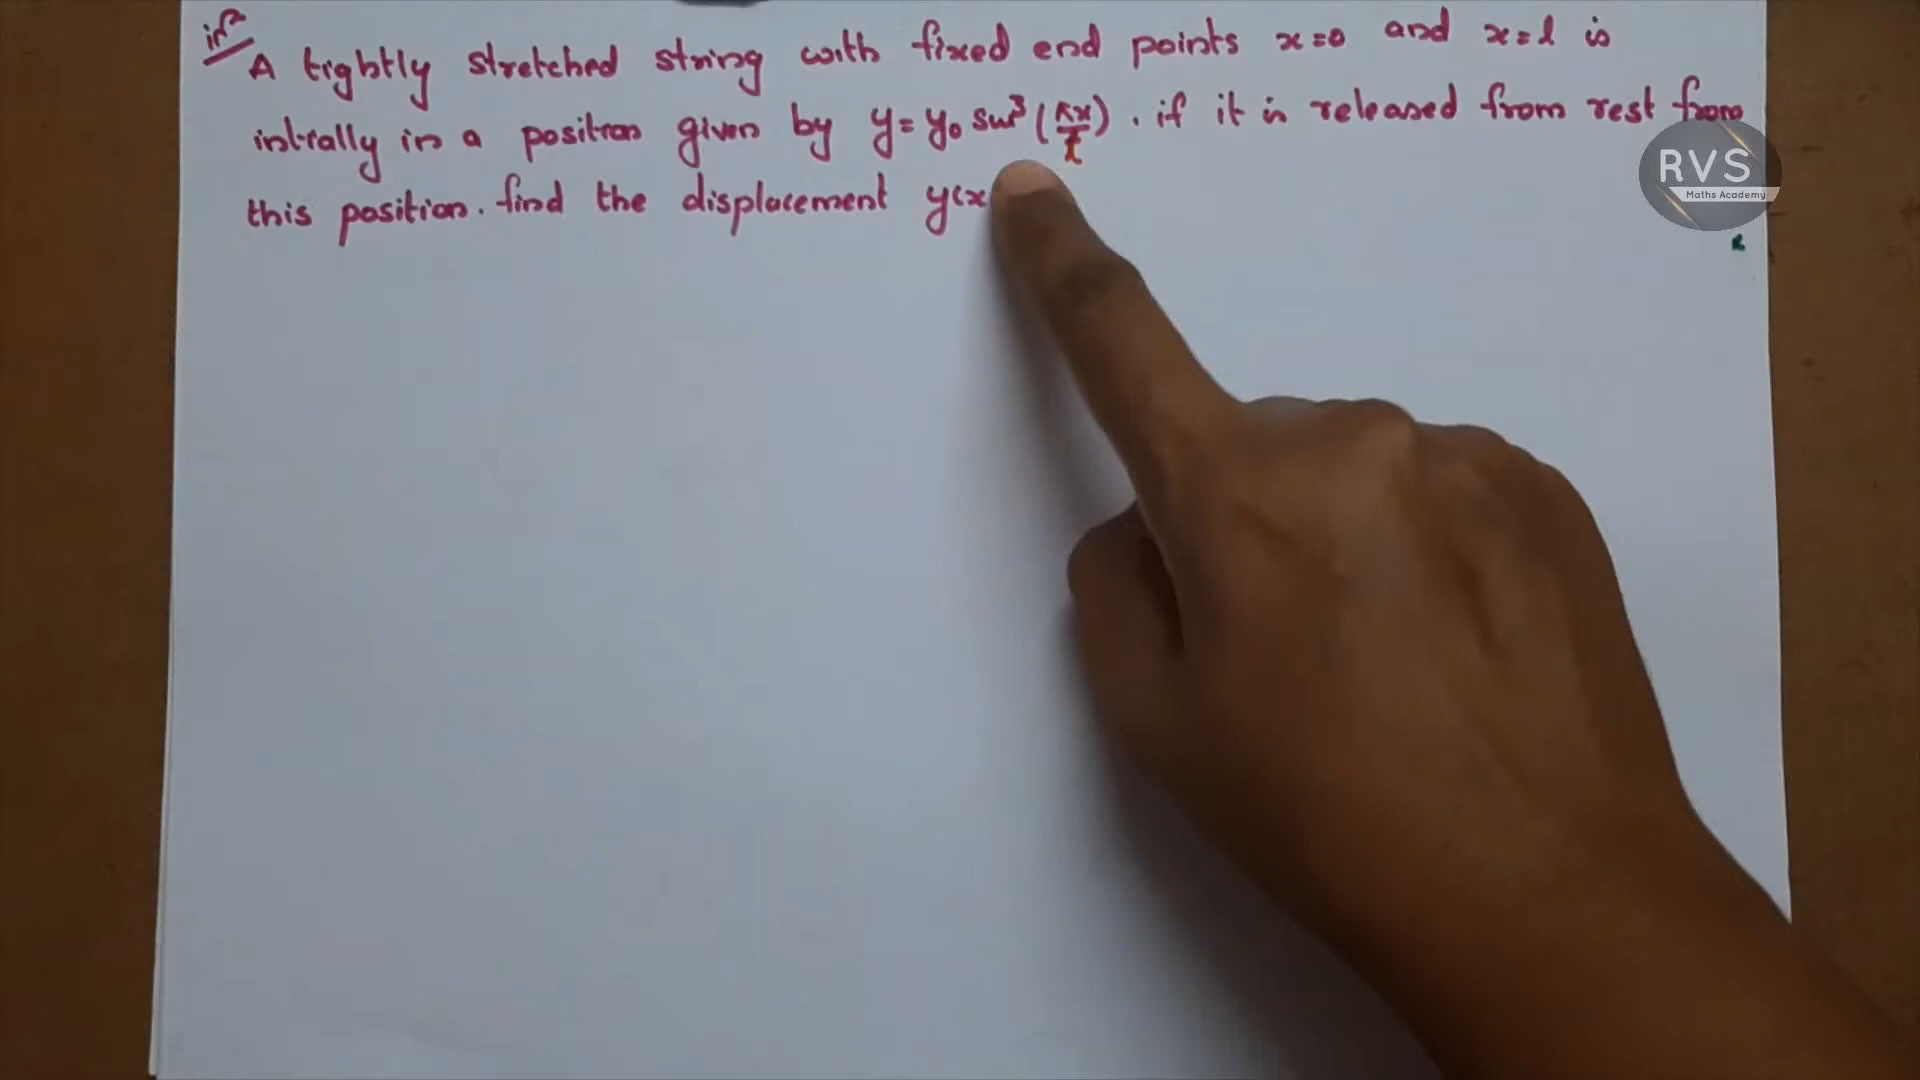 A tightly stretched string with fixed end points x=0 and x=l is
initially in a position given by y= y₀ sin³(πx/l). if it is released from rest from
this position. find the displacement y(x
RVS
Maths Academy